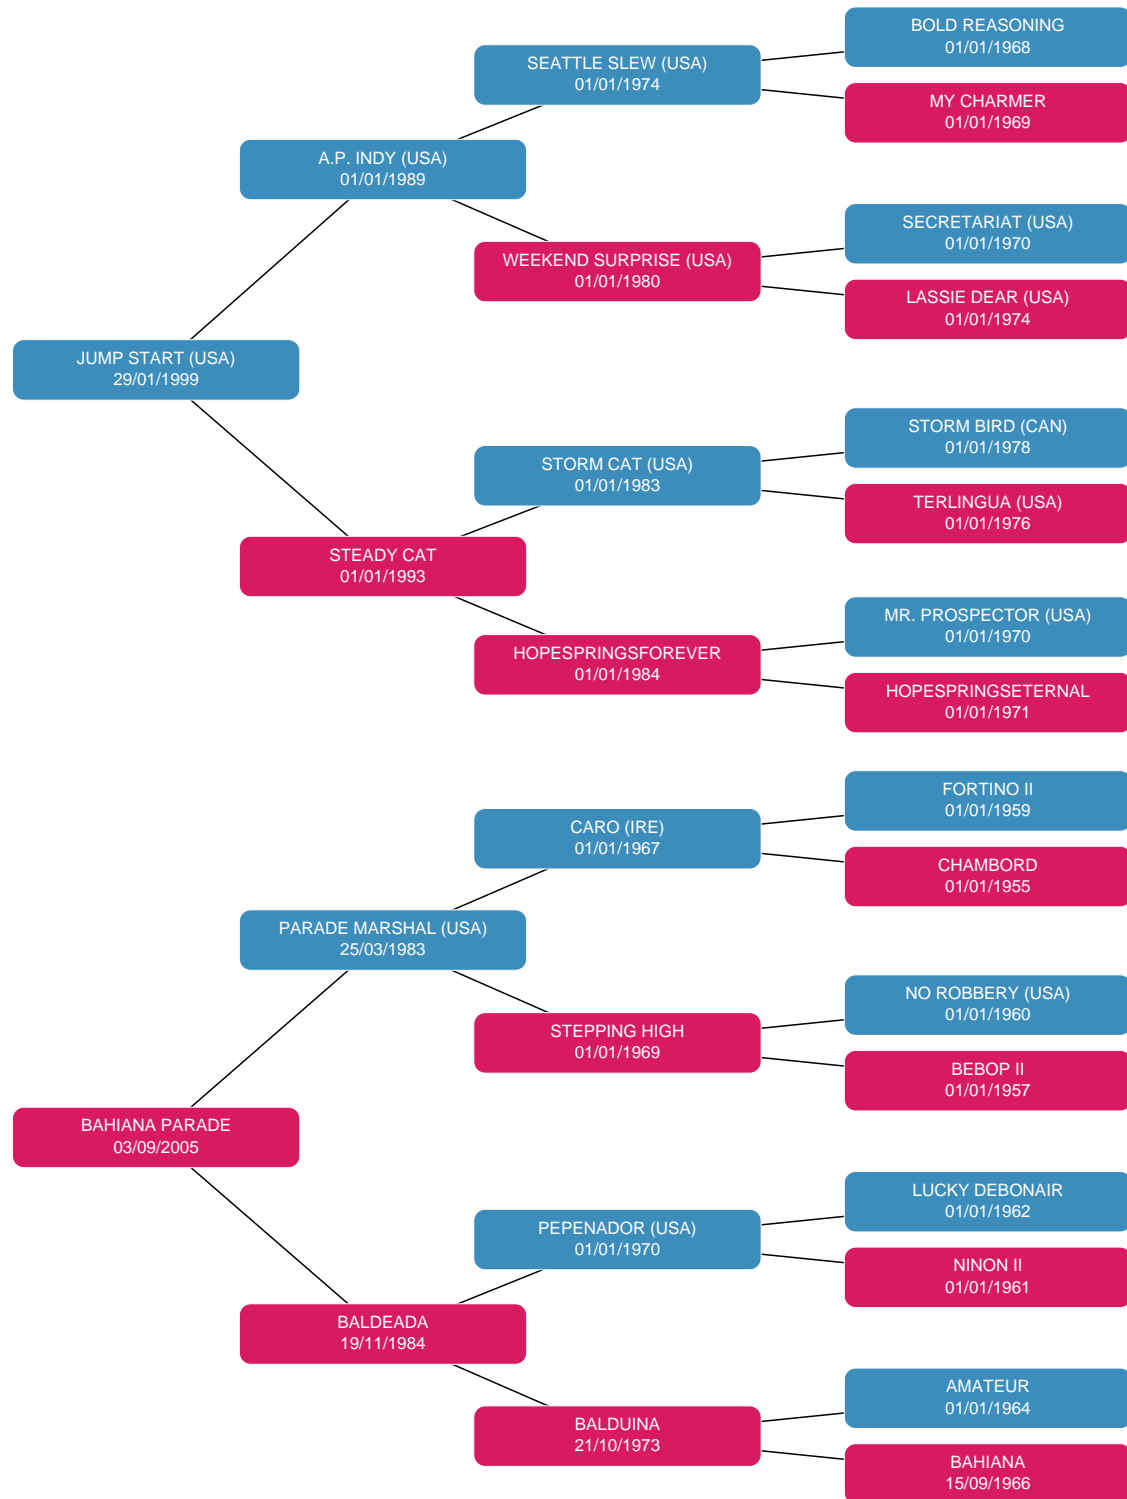 BOLD REASONING
01/01/1968
SEATTLE SLEW (USA)
01/01/1974
MY CHARMER
01/01/1969
A.P. INDY (USA)
01/01/1989
SECRETARIAT (USA)
01/01/1970
WEEKEND SURPRISE (USA)
01/01/1980
LASSIE DEAR (USA)
01/01/1974
JUMP START (USA)
29/01/1999
STORM BIRD (CAN)
01/01/1978
STORM CAT (USA)
01/01/1983
TERLINGUA (USA)
01/01/1976
STEADY CAT
01/01/1993
MR. PROSPECTOR (USA)
01/01/1970
HOPESPRINGSFOREVER
01/01/1984
HOPESPRINGSETERNAL
01/01/1971
FORTINO II
01/01/1959
CARO (IRE)
01/01/1967
CHAMBORD
01/01/1955
PARADE MARSHAL (USA)
25/03/1983
NO ROBBERY (USA)
01/01/1960
STEPPING HIGH
01/01/1969
BEBOP II
01/01/1957
BAHIANA PARADE
03/09/2005
LUCKY DEBONAIR
01/01/1962
PEPENADOR (USA)
01/01/1970
NINON II
01/01/1961
BALDEADA
19/11/1984
AMATEUR
01/01/1964
BALDUINA
21/10/1973
BAHIANA
15/09/1966